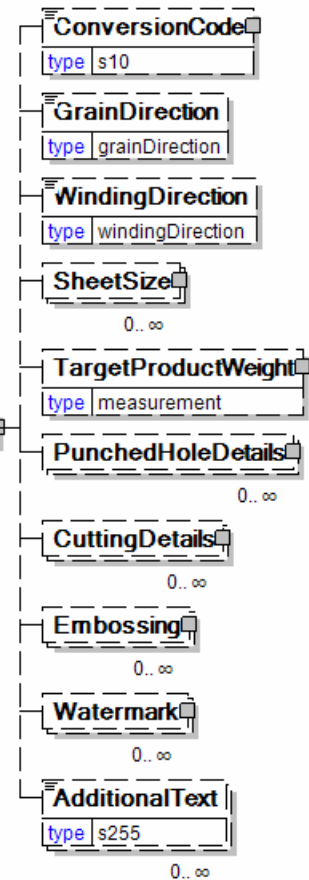 ConversionCode
type s10
GrainDirection
type grainDirection
WindingDirection
type windingDirection
SheetSize
0.. ∞
TargetProductWeight
type measurement
PunchedHoleDetails
0.. ∞
CuttingDetails
0.. ∞
Embossing
0.. ∞
Watermark
0.. ∞
AdditionalText
type s255
0.. ∞